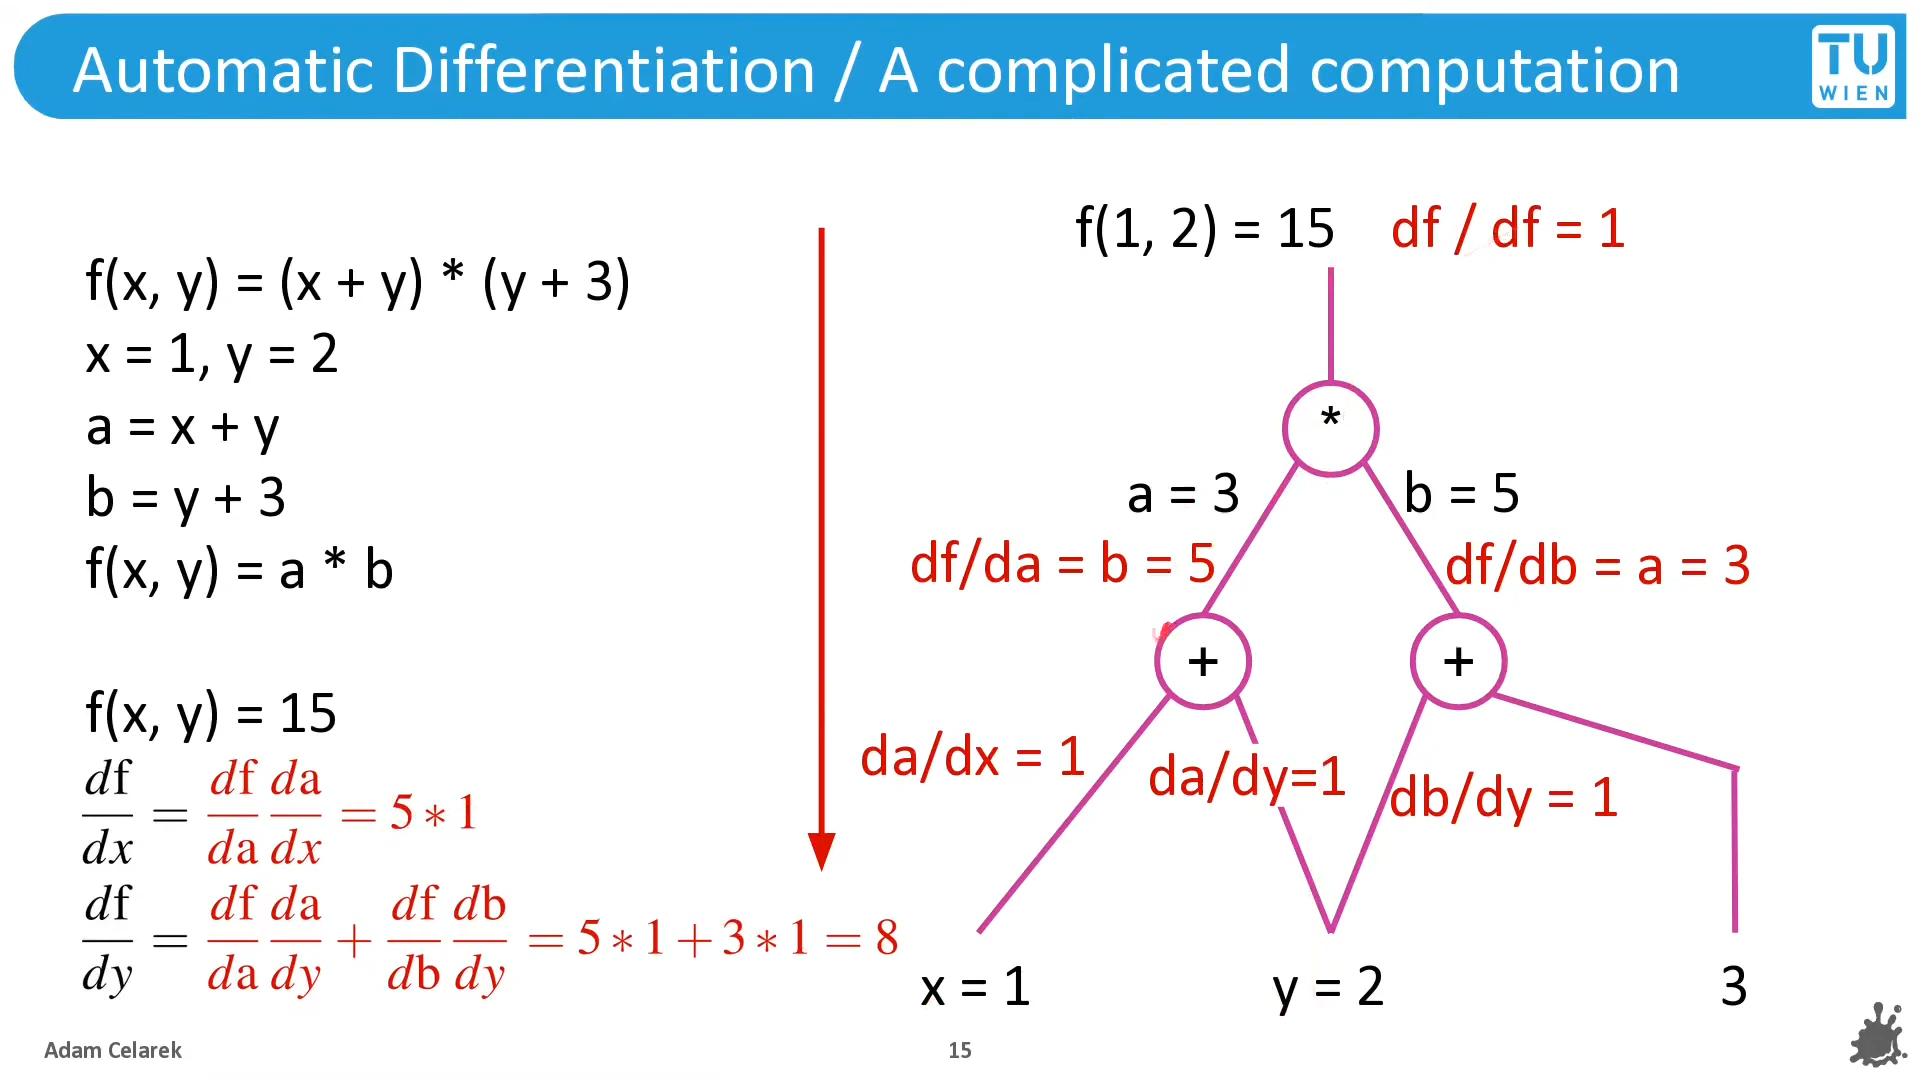 Automatic Differentiation / A complicated computation
TU
WIEN
f(x, y) = (x + y) * (y + 3)
x = 1, y = 2
a = x + y
b = y + 3
f(x, y) = a * b
f(x, y) = 15
df/dx = df/da da/dx = 5 * 1
df/dy = df/da da/dy + df/db db/dy = 5 * 1 + 3 * 1 = 8
f(1, 2) = 15 df / df = 1
*
a = 3 b = 5
df/da = b = 5 df/db = a = 3
+ +
da/dx = 1 da/dy=1 db/dy = 1
x = 1 y = 2 3
Adam Celarek 15